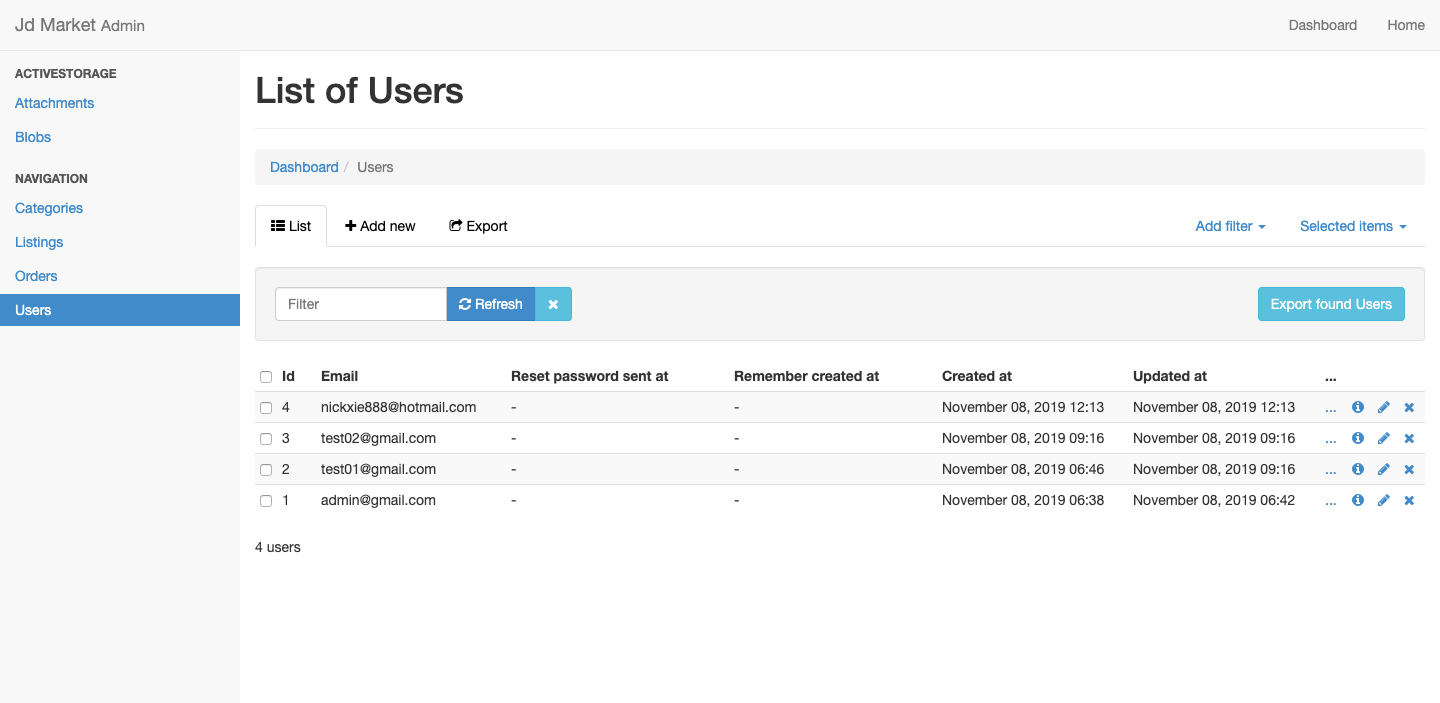 Jd Market Admin
Dashboard Home
ACTIVESTORAGE
Attachments
Blobs
NAVIGATION
Categories
Listings
Orders
Users
List of Users
Dashboard / Users
List Add new Export Add filter Selected items
Filter Refresh Export found Users
Id Email Reset password sent at Remember created at Created at Updated at ...
4 nickxie888@hotmail.com - - November 08, 2019 12:13 November 08, 2019 12:13 ...
3 test02@gmail.com - - November 08, 2019 09:16 November 08, 2019 09:16 ...
2 test01@gmail.com - - November 08, 2019 06:46 November 08, 2019 09:16 ...
1 admin@gmail.com - - November 08, 2019 06:38 November 08, 2019 06:42 ...
4 users